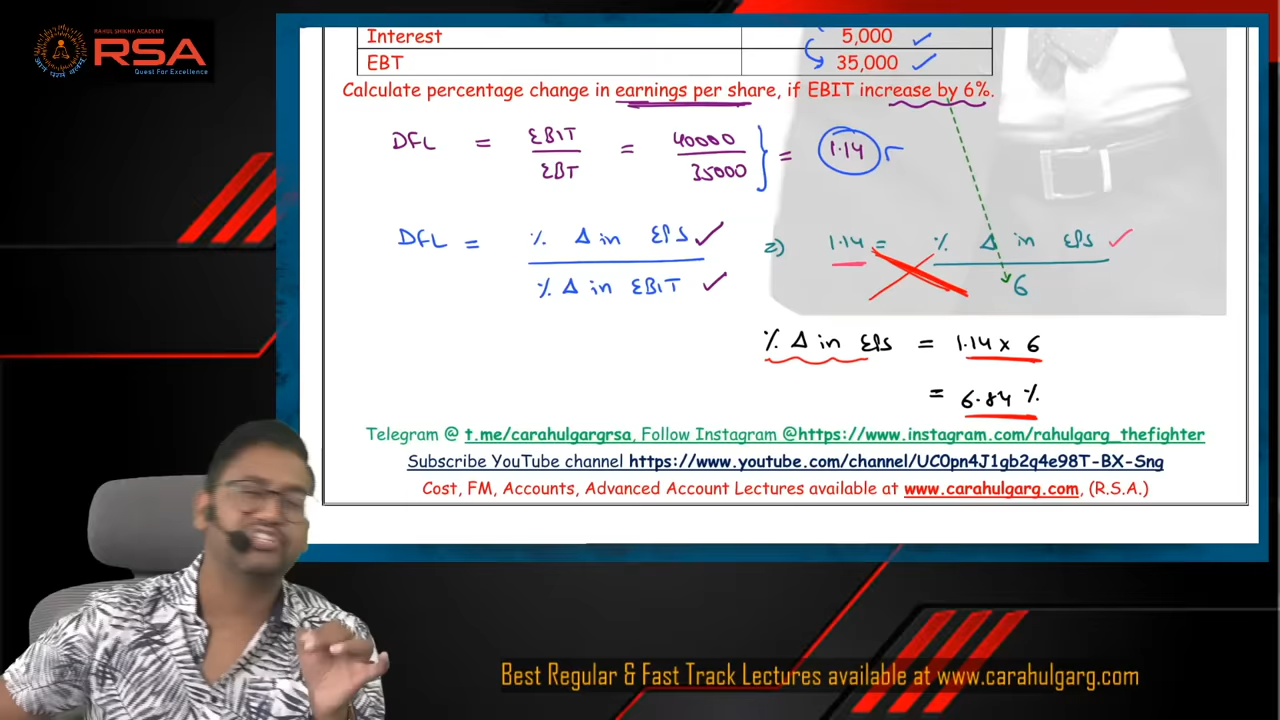 RAHUL SHIKHA ACADEMY
RSA
Quest For Excellence
Interest 5,000
EBT 35,000
Calculate percentage change in earnings per share, if EBIT increase by 6%.
DFL = EBIT / EBT = 40000 / 35000 = 1.14
DFL = % Δ in EPS / % Δ in EBIT
1.14 = % Δ in EPS / 6
% Δ in EPS = 1.14 x 6
= 6.84 %
Telegram @ t.me/carahulgargrsa, Follow Instagram @https://www.instagram.com/rahulgarg_thefighter
Subscribe YouTube channel https://www.youtube.com/channel/UC0pn4J1gb2q4e98T-BX-Sng
Cost, FM, Accounts, Advanced Account Lectures available at www.carahulgarg.com, (R.S.A.)
Best Regular & Fast Track Lectures available at www.carahulgarg.com